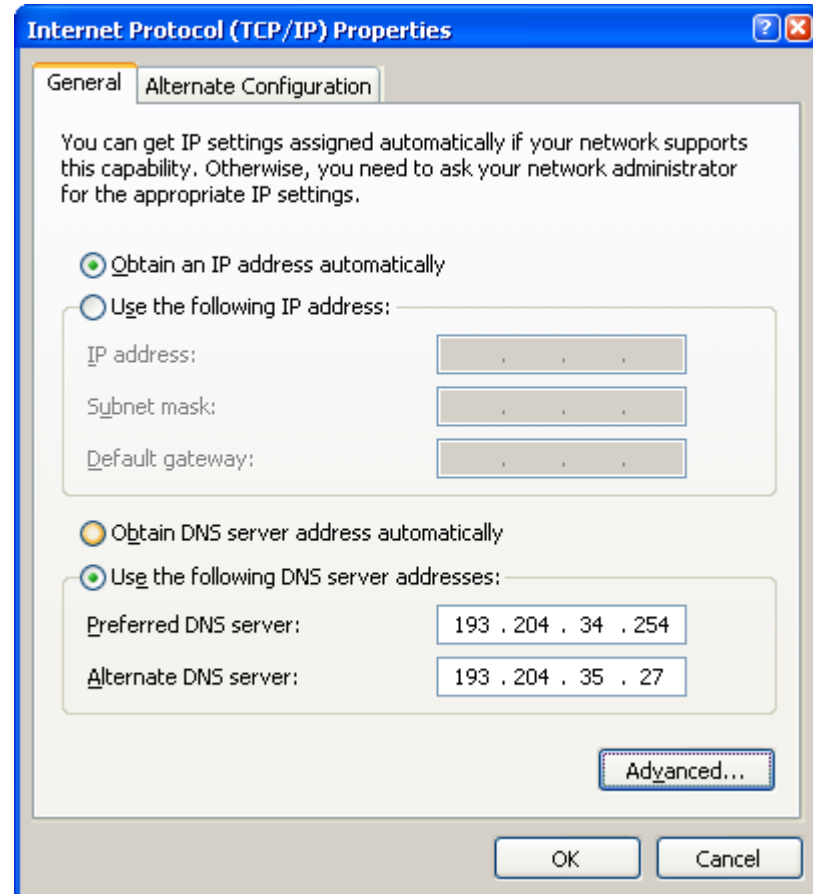 Internet Protocol (TCP/IP) Properties
General
Alternate Configuration
You can get IP settings assigned automatically if your network supports
this capability. Otherwise, you need to ask your network administrator
for the appropriate IP settings.
Obtain an IP address automatically
Use the following IP address:
IP address:
. . .
Subnet mask:
. . .
Default gateway:
. . .
Obtain DNS server address automatically
Use the following DNS server addresses:
Preferred DNS server:
193 . 204 . 34 . 254
Alternate DNS server:
193 . 204 . 35 . 27
Advanced...
OK
Cancel